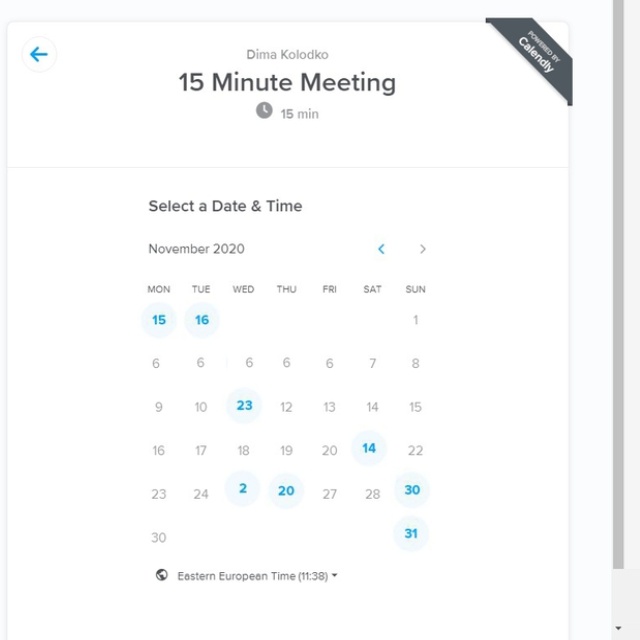 POWERED BY
Calendly
Dima Kolodko
15 Minute Meeting
15 min
Select a Date & Time
November 2020
MON TUE WED THU FRI SAT SUN
15 16 1
6 6 6 6 6 7 8
9 10 23 12 13 14 15
16 17 18 19 20 14 22
23 24 2 20 27 28 30
30 31
Eastern European Time (11:38)